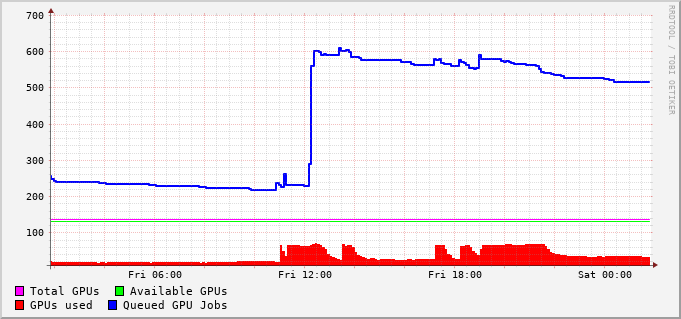 700
600
500
400
300
200
100
Fri 06:00 Fri 12:00 Fri 18:00 Sat 00:00
Total GPUs Available GPUs
GPUs used Queued GPU Jobs
RRDTOOL / TOBI OETIKER